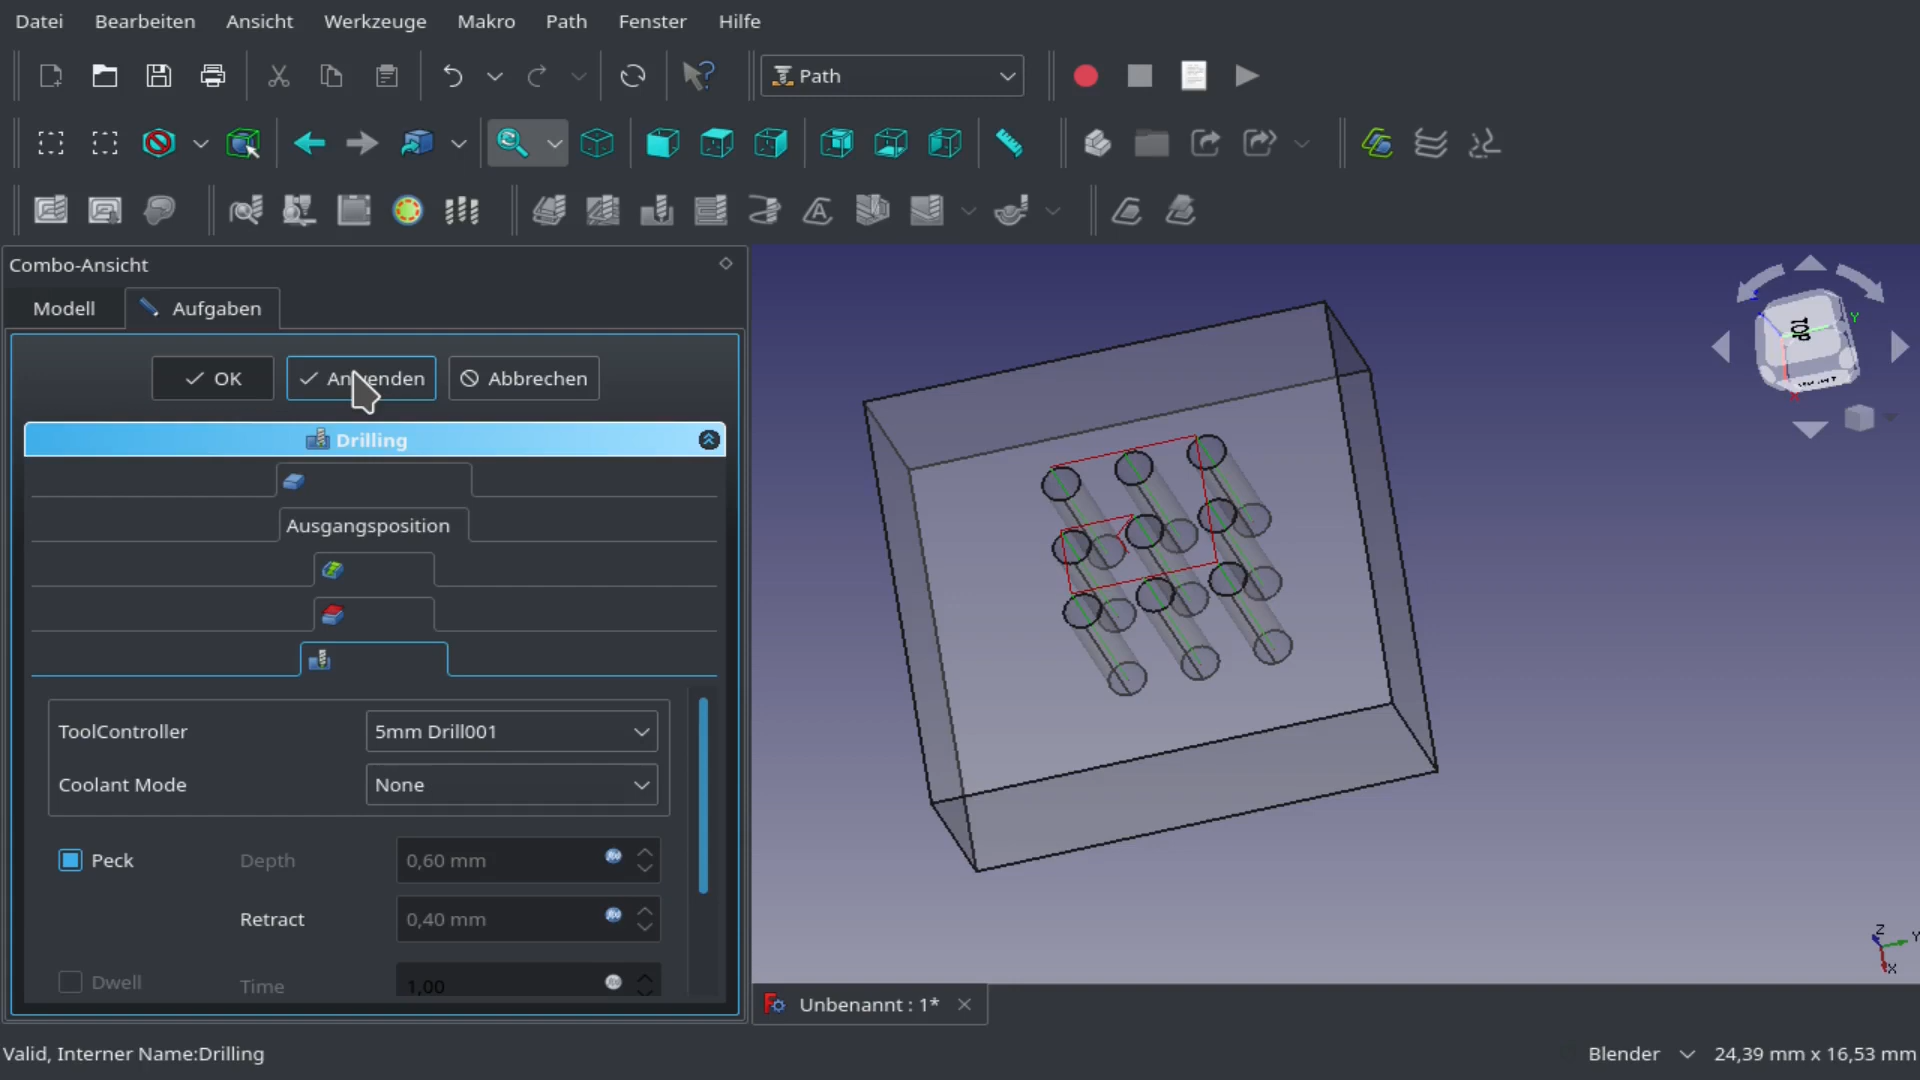 Datei Bearbeiten Ansicht Werkzeuge Makro Path Fenster Hilfe
Path
Combo-Ansicht
Modell Aufgaben
OK Anwenden Abbrechen
Drilling
Ausgangsposition
ToolController 5mm Drill001
Coolant Mode None
Peck Depth 0,60 mm
Retract 0,40 mm
Dwell Time 1,00
TOP
Y
Z
Y
X
Unbenannt : 1*
Valid, Interner Name:Drilling
Blender 24,39 mm x 16,53 mm